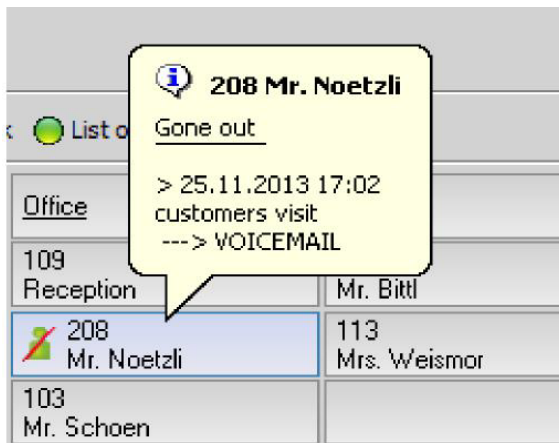 208 Mr. Noetzli
Gone out
> 25.11.2013 17:02
customers visit
---> VOICEMAIL
List
Office
109
Reception
Mr. Bittl
208
Mr. Noetzli
113
Mrs. Weismor
103
Mr. Schoen